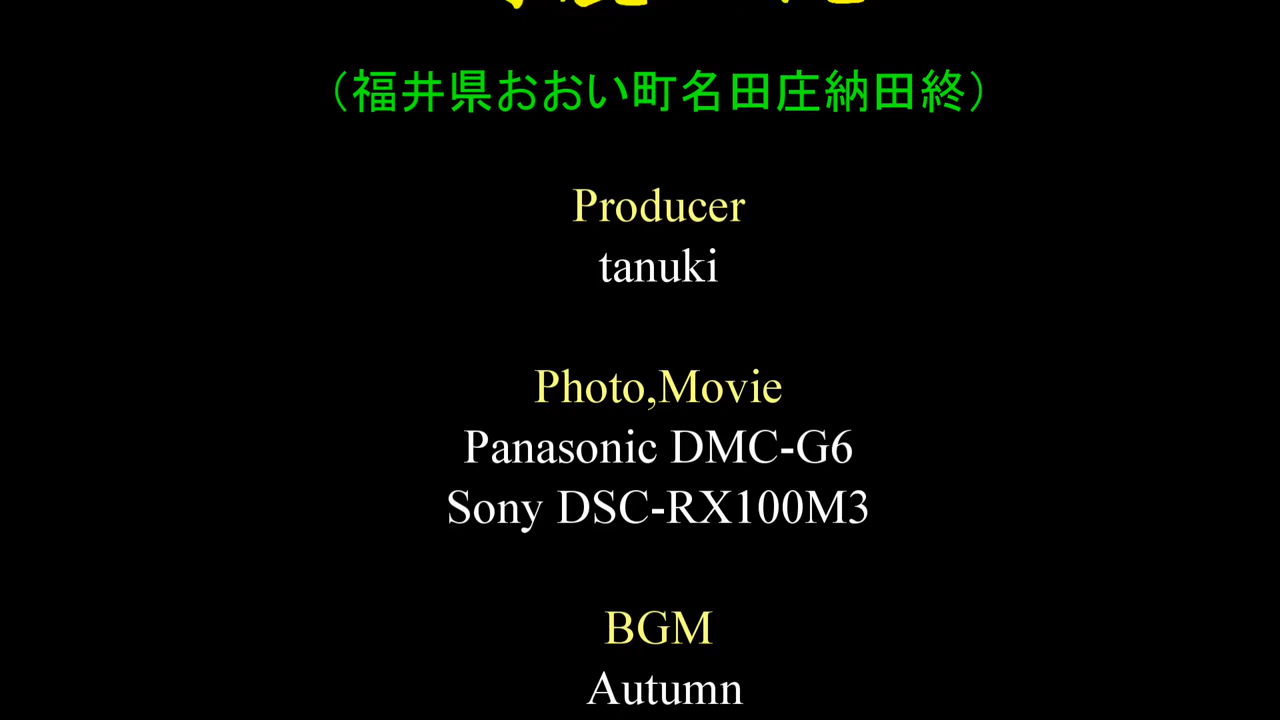 （福井県おおい町名田庄納田終）
Producer
tanuki
Photo,Movie
Panasonic DMC-G6
Sony DSC-RX100M3
BGM
Autumn